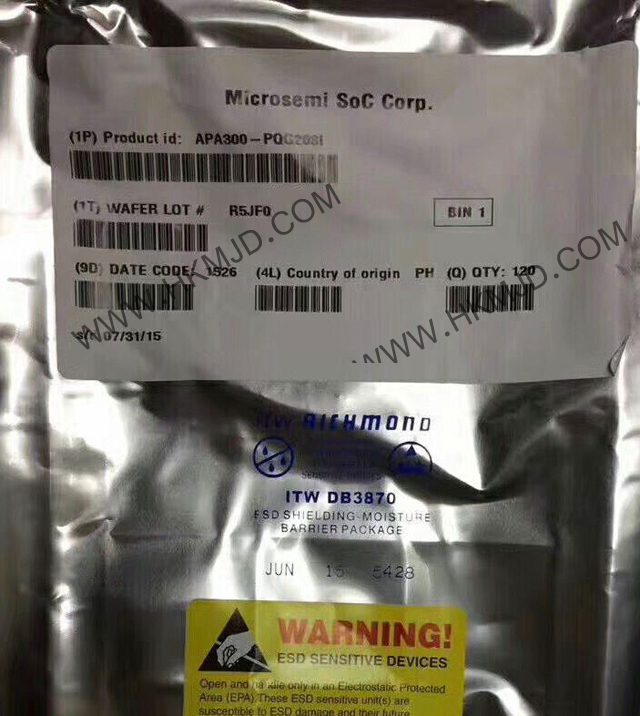 Microsemi SoC Corp.
(1P) Product id: APA300-PQG208I
(1T) WAFER LOT # R5JF0
BIN 1
(9D) DATE CODE: 1526 (4L) Country of origin PH (Q) QTY: 120
07/31/15
WWW.HKMJD.COM
WWW.HKMJD.COM
ITW RICHMOND
ITW DB3870
ESD SHIELDING-MOISTURE
BARRIER PACKAGE
JUN 15 5428
WARNING!
ESD SENSITIVE DEVICES
Open and handle only in an Electrostatic Protected
Area (EPA). These ESD sensitive unit(s) are
susceptible to ESD damage and their future